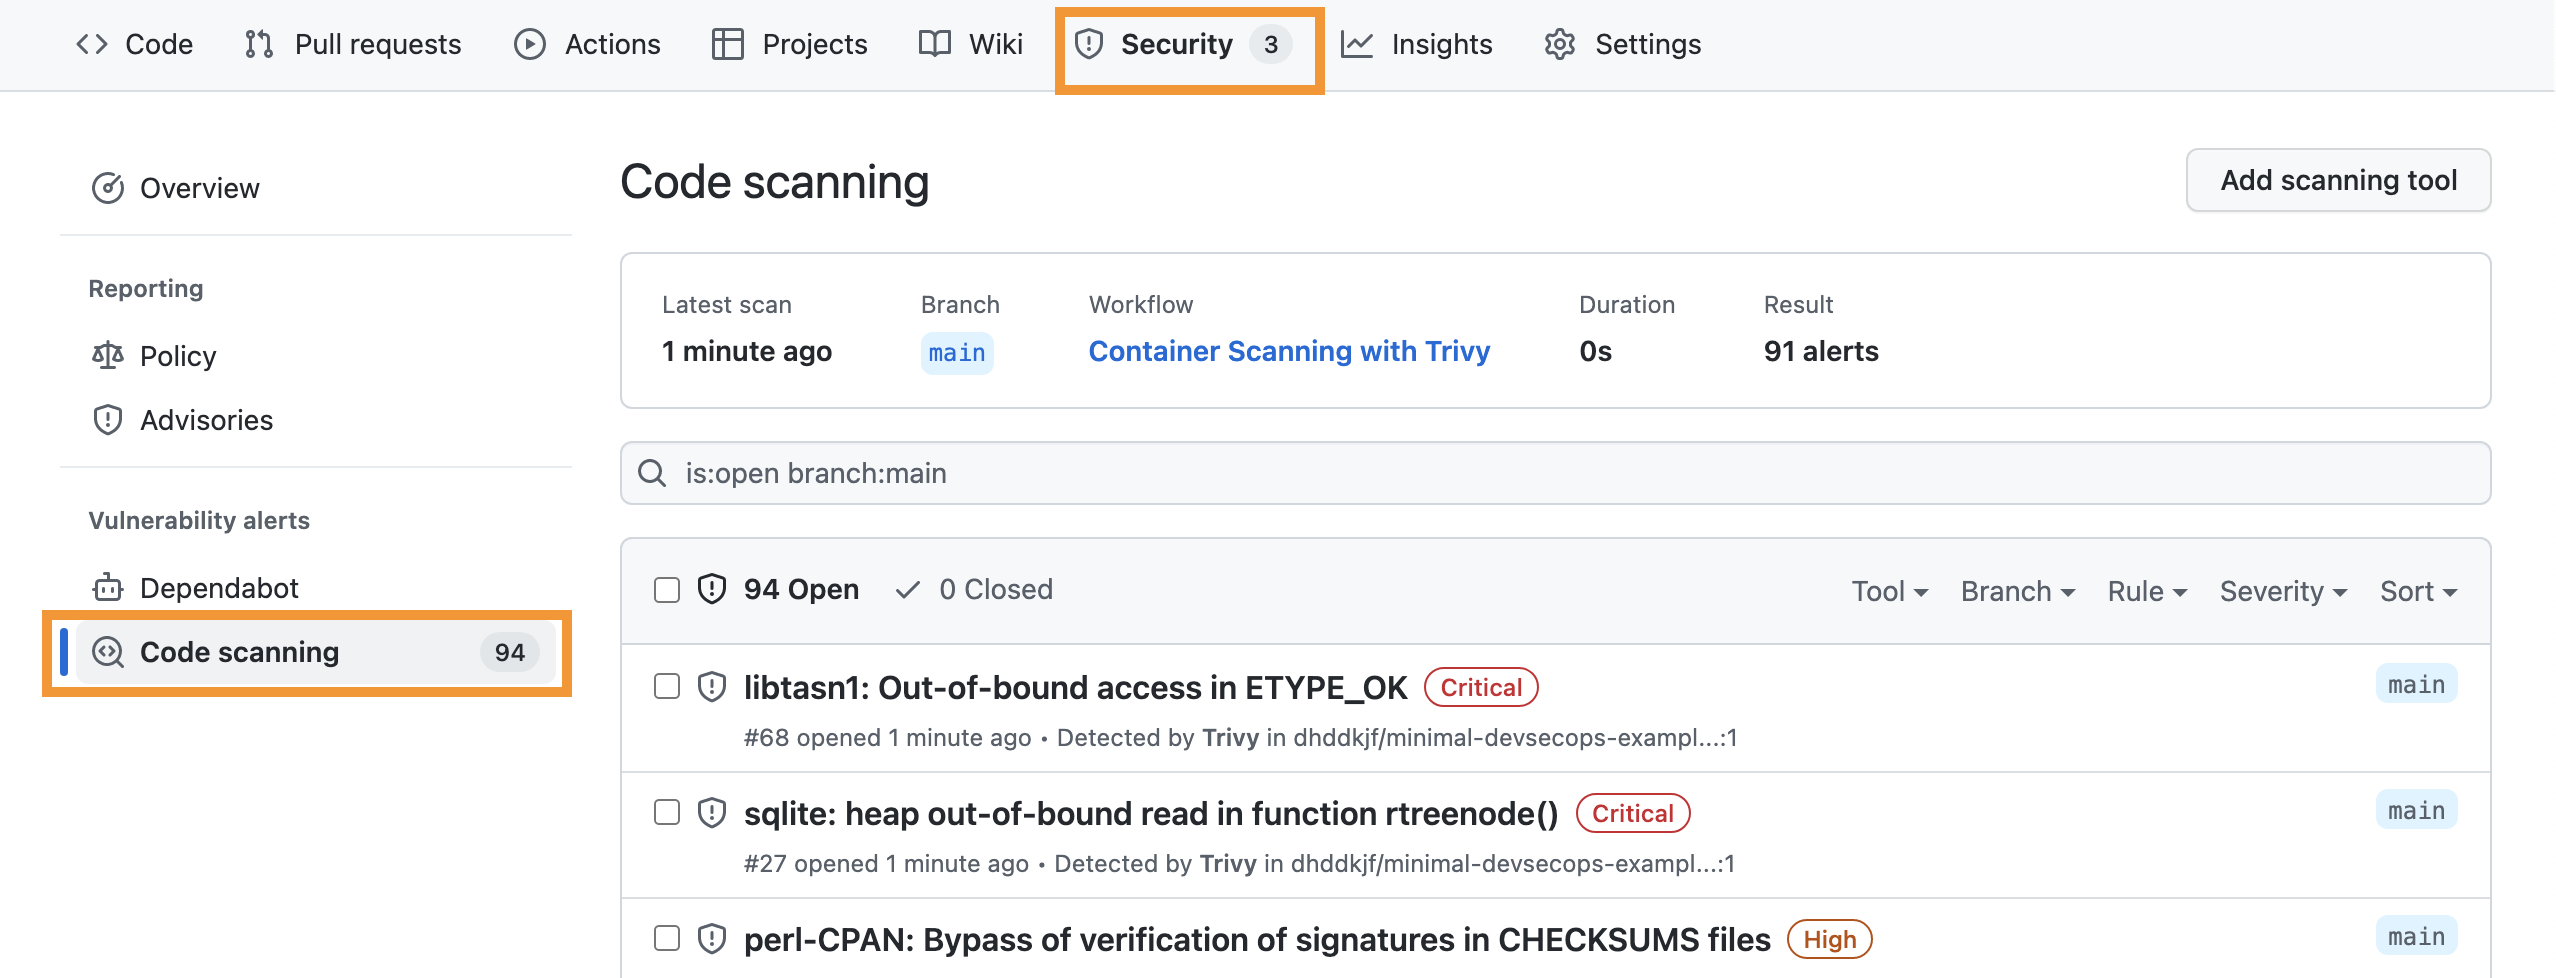 Code Pull requests Actions Projects Wiki Security 3 Insights Settings
Overview
Reporting
Policy
Advisories
Vulnerability alerts
Dependabot
Code scanning 94
Code scanning
Add scanning tool
Latest scan Branch Workflow Duration Result
1 minute ago main Container Scanning with Trivy 0s 91 alerts
is:open branch:main
94 Open 0 Closed Tool Branch Rule Severity Sort
libtasn1: Out-of-bound access in ETYPE_OK Critical main
#68 opened 1 minute ago • Detected by Trivy in dhddkjf/minimal-devsecops-exampl...:1
sqlite: heap out-of-bound read in function rtreenode() Critical main
#27 opened 1 minute ago • Detected by Trivy in dhddkjf/minimal-devsecops-exampl...:1
perl-CPAN: Bypass of verification of signatures in CHECKSUMS files High main